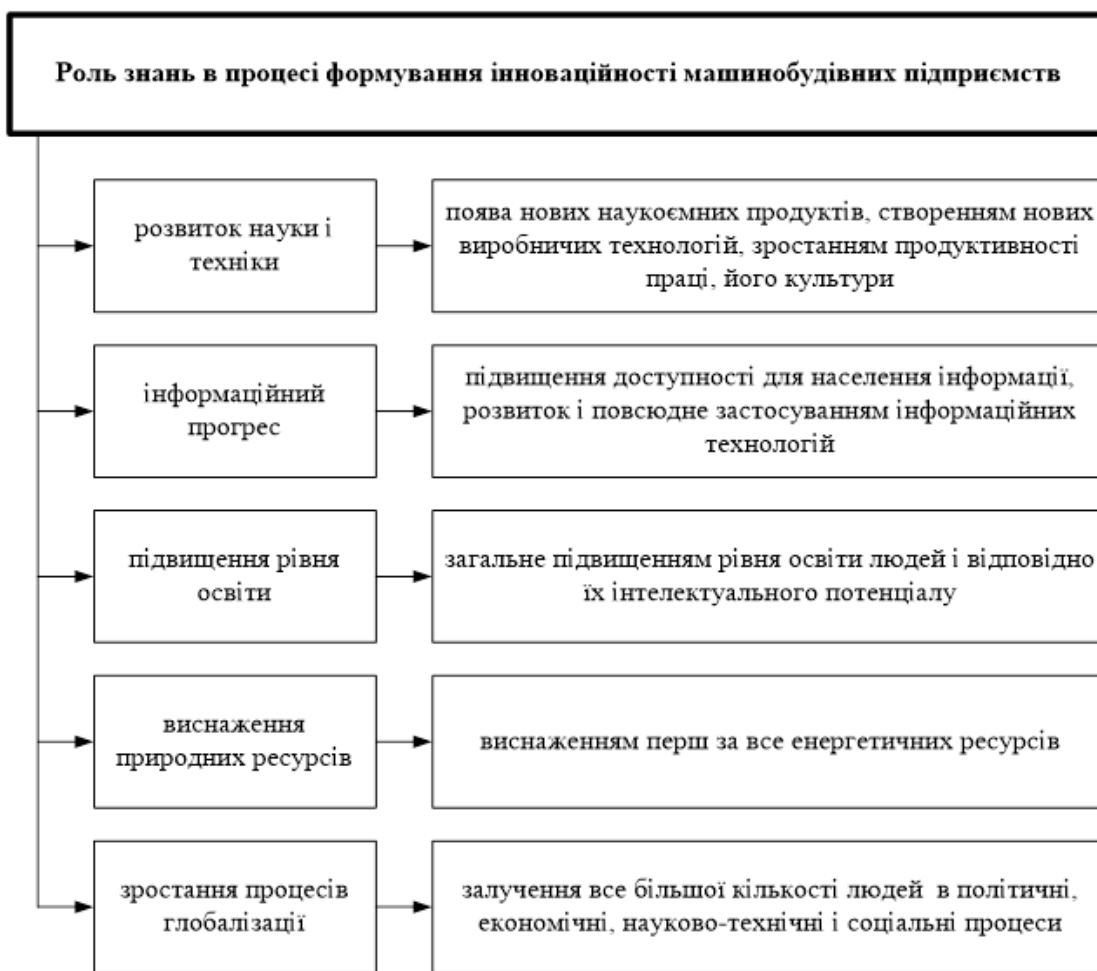 Роль знань в процесі формування інноваційності машинобудівних підприємств
розвиток науки і
техніки
поява нових наукоємних продуктів, створенням нових
виробничих технологій, зростанням продуктивності
праці, його культури
інформаційний
прогрес
підвищення доступності для населення інформації,
розвиток і повсюдне застосуванням інформаційних
технологій
підвищення рівня
освіти
загальне підвищенням рівня освіти людей і відповідно
їх інтелектуального потенціалу
виснаження
природних ресурсів
виснаженням перш за все енергетичних ресурсів
зростання процесів
глобалізації
залучення все більшої кількості людей в політичні,
економічні, науково-технічні і соціальні процеси